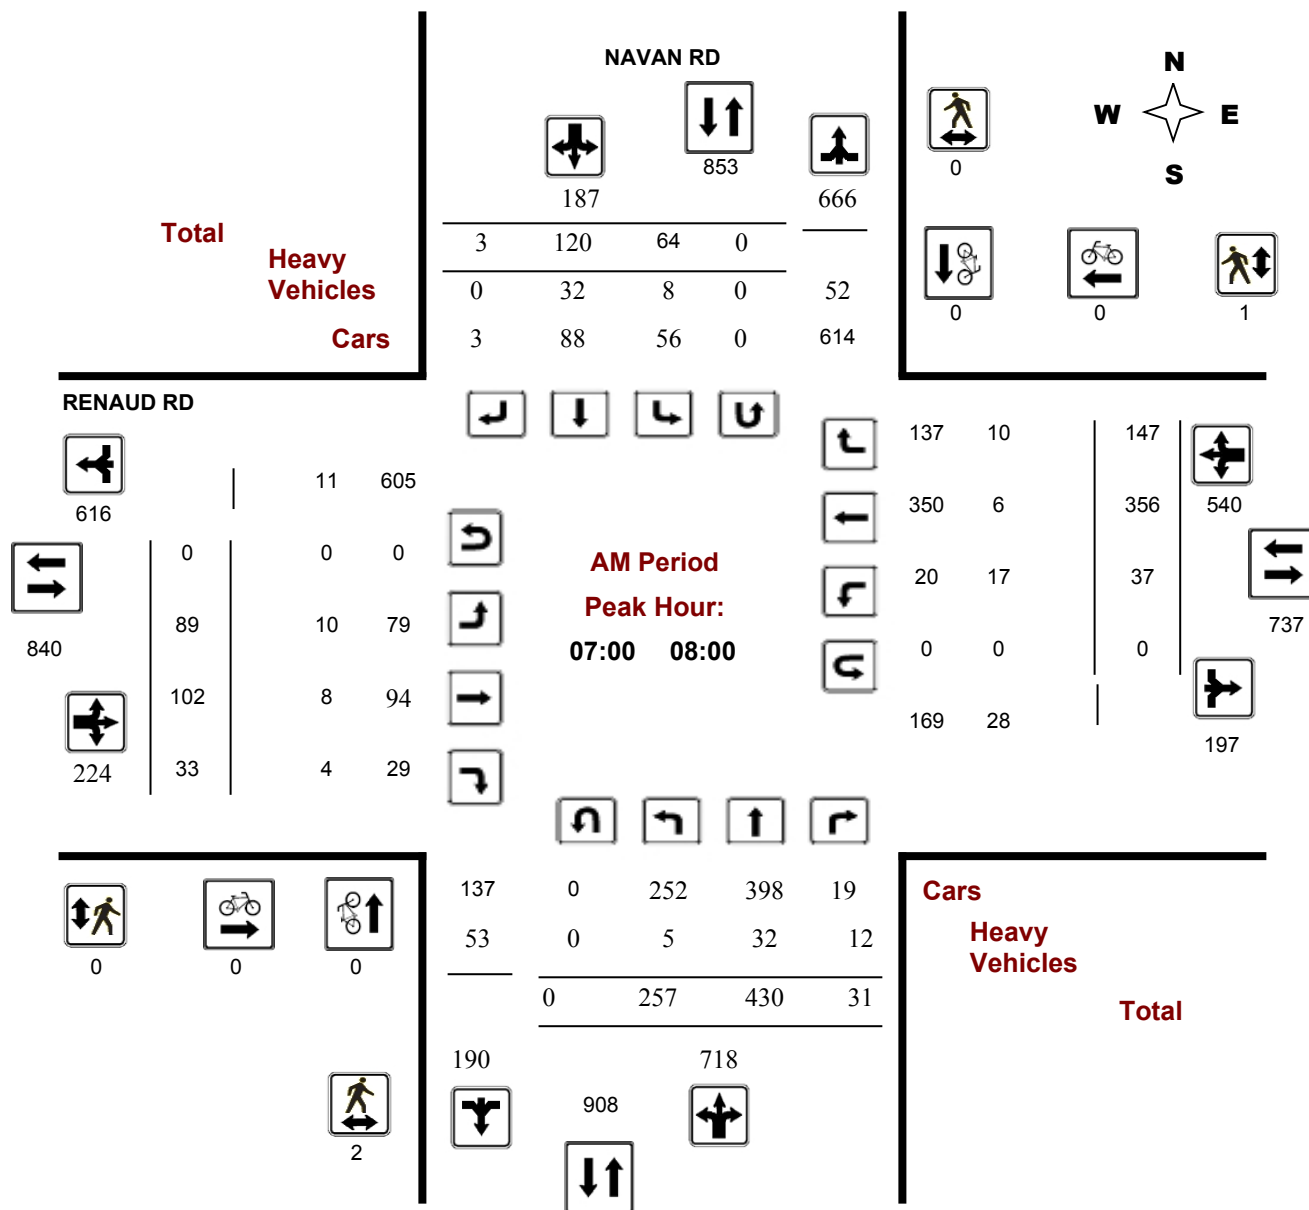 NAVAN RD
N
W E
S
853
0
187 666
Total 3 120 64 0
Heavy
Vehicles 0 32 8 0 52
0 0 1
Cars 3 88 56 0 614
RENAUD RD
137 10 147
11 605
616
350 6 356 540
0 0 0
AM Period
20 17 37
Peak Hour:
89 10 79
737
840
07:00 08:00
0 0 0
102 8 94
169 28
197
224 33 4 29
137 0 252 398 19 Cars
53 0 5 32 12 Heavy
Vehicles
0 0 0
0 257 430 31 Total
190 718
908
2